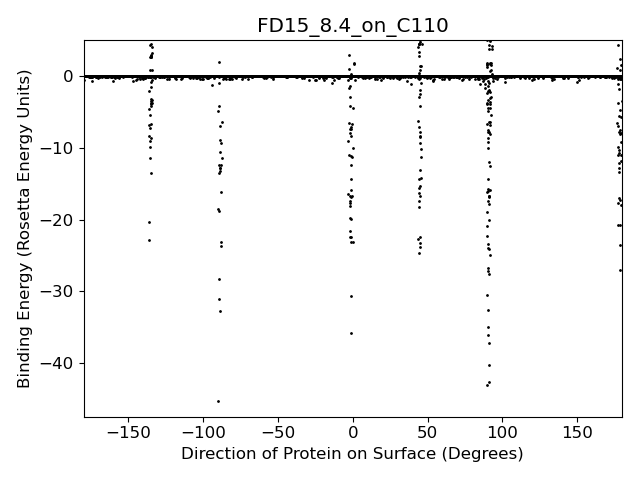 FD15_8.4_on_C110
Binding Energy (Rosetta Energy Units)
0
−10
−20
−30
−40
−150 −100 −50 0 50 100 150
Direction of Protein on Surface (Degrees)